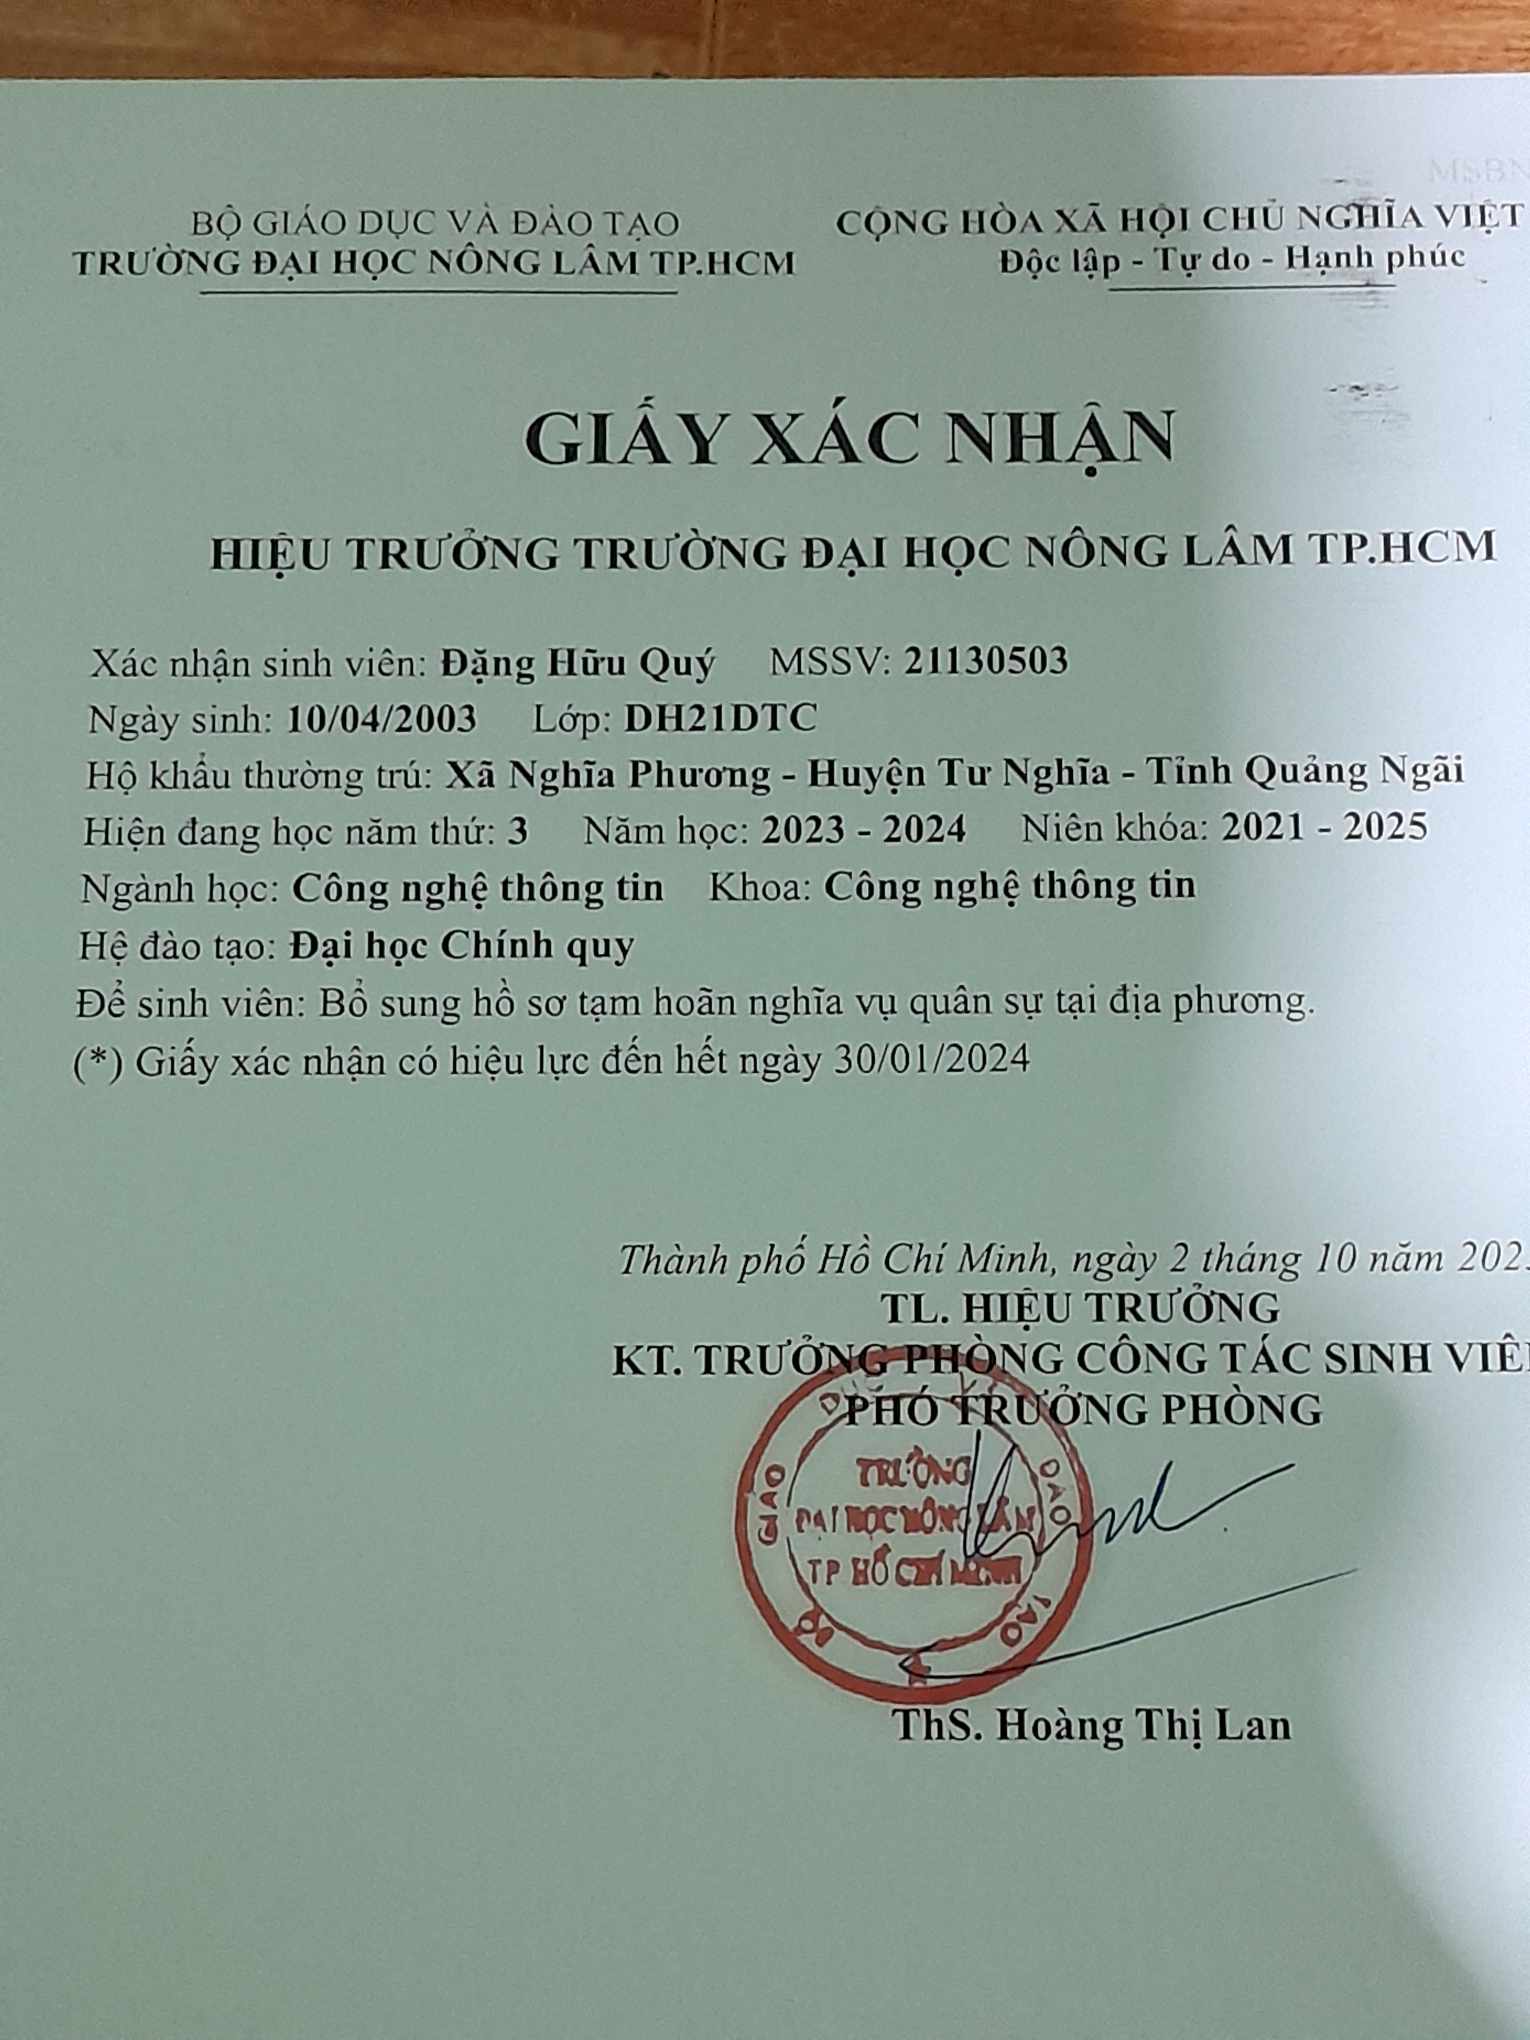 MSBN
BỘ GIÁO DỤC VÀ ĐÀO TẠO
TRƯỜNG ĐẠI HỌC NÔNG LÂM TP.HCM
CỘNG HÒA XÃ HỘI CHỦ NGHĨA VIỆT
Độc lập - Tự do - Hạnh phúc
GIẤY XÁC NHẬN
HIỆU TRƯỞNG TRƯỜNG ĐẠI HỌC NÔNG LÂM TP.HCM
Xác nhận sinh viên: Đặng Hữu Quý MSSV: 21130503
Ngày sinh: 10/04/2003 Lớp: DH21DTC
Hộ khẩu thường trú: Xã Nghĩa Phương - Huyện Tư Nghĩa - Tỉnh Quảng Ngãi
Hiện đang học năm thứ: 3 Năm học: 2023 - 2024 Niên khóa: 2021 - 2025
Ngành học: Công nghệ thông tin Khoa: Công nghệ thông tin
Hệ đào tạo: Đại học Chính quy
Để sinh viên: Bổ sung hồ sơ tạm hoãn nghĩa vụ quân sự tại địa phương.
(*) Giấy xác nhận có hiệu lực đến hết ngày 30/01/2024
Thành phố Hồ Chí Minh, ngày 2 tháng 10 năm 202
TL. HIỆU TRƯỞNG
KT. TRƯỞNG PHÒNG CÔNG TÁC SINH VIÊ
PHÓ TRƯỞNG PHÒNG
BỘ GIÁO DỤC VÀ ĐÀO TẠO
TRƯỜNG
ĐẠI HỌC NÔNG LÂM
TP HỒ CHÍ MINH
ThS. Hoàng Thị Lan